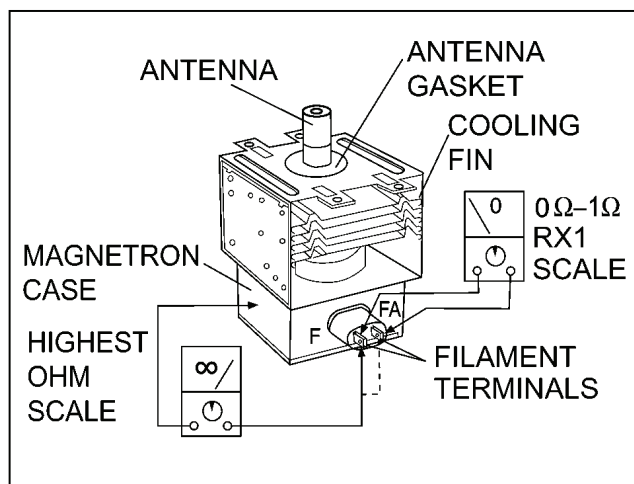 ANTENNA
ANTENNA
GASKET
COOLING
FIN
0
0Ω–1Ω
RX1
SCALE
MAGNETRON
CASE
F
FA
HIGHEST
OHM
SCALE
∞/
FILAMENT
TERMINALS